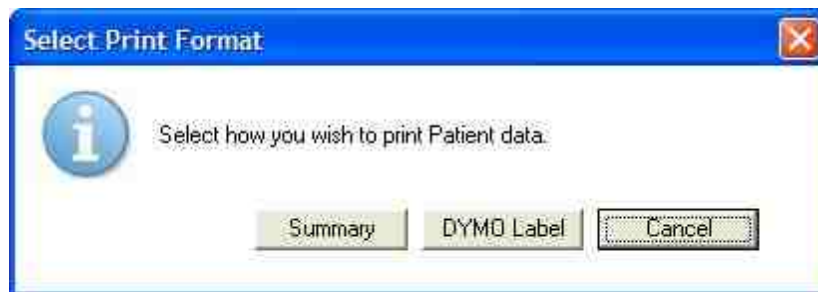 Select Print Format
Select how you wish to print Patient data.
Summary DYMO Label Cancel